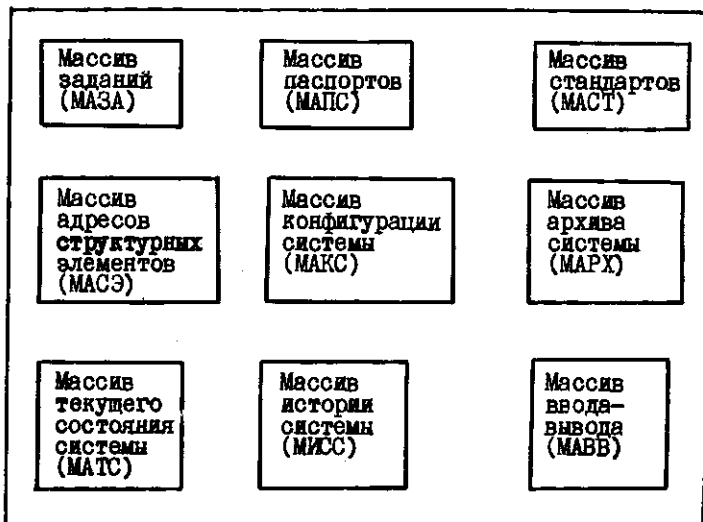 Массив
заданий
(МАЗА)
Массив
паспортов
(МАПС)
Массив
стандартов
(МАСТ)
Массив
адресов
структурных
элементов
(МАСЭ)
Массив
конфигурации
системы
(МАКС)
Массив
архива
системы
(МАРХ)
Массив
текущего
состояния
системы
(МАТС)
Массив
истории
системы
(МИСС)
Массив
ввода-
вывода
(МАВВ)